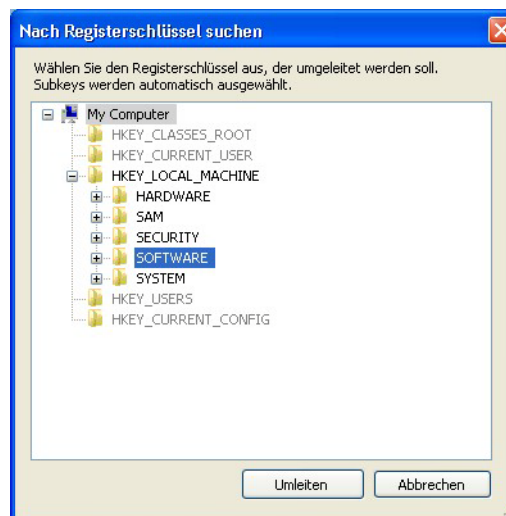 Nach Registerschlüssel suchen
Wählen Sie den Registerschlüssel aus, der umgeleitet werden soll.
Subkeys werden automatisch ausgewählt.
My Computer
HKEY_CLASSES_ROOT
HKEY_CURRENT_USER
HKEY_LOCAL_MACHINE
HARDWARE
SAM
SECURITY
SOFTWARE
SYSTEM
HKEY_USERS
HKEY_CURRENT_CONFIG
Umleiten Abbrechen